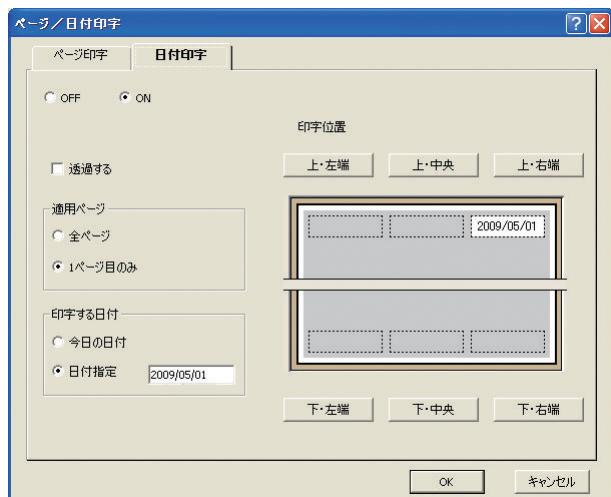 ページ／日付印字
ページ印字
日付印字
OFF
ON
印字位置
透過する
上・左端
上・中央
上・右端
適用ページ
全ページ
1ページ目のみ
2009/05/01
印字する日付
今日の日付
日付指定
2009/05/01
下・左端
下・中央
下・右端
OK
キャンセル